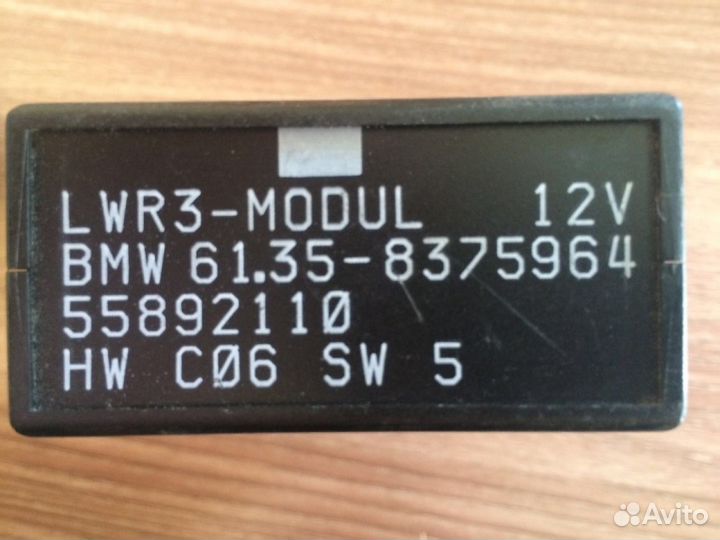 LWR3-MODUL 12V
BMW 61.35-8375964
55892110
HW C06 SW 5
Avito